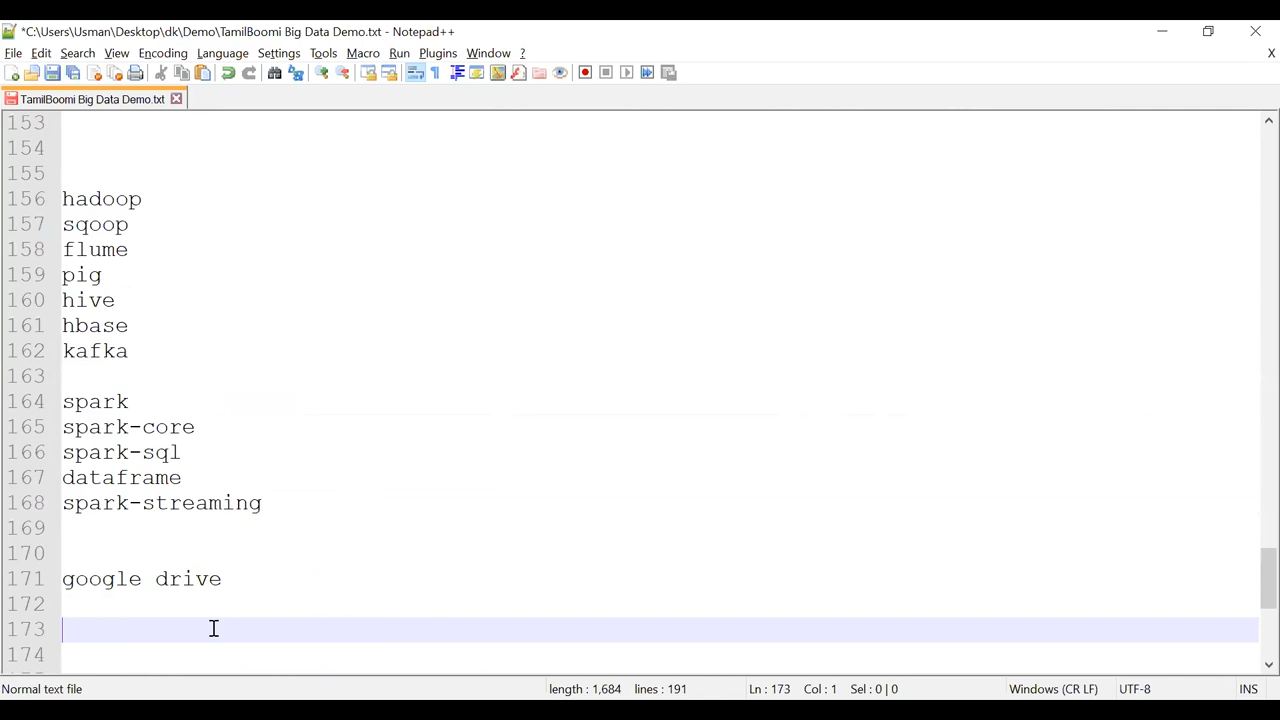 *C:\Users\Usman\Desktop\dk\Demo\TamilBoomi Big Data Demo.txt - Notepad++
File Edit Search View Encoding Language Settings Tools Macro Run Plugins Window ? X
TamilBoomi Big Data Demo.txt
153
154
155
156 hadoop
157 sqoop
158 flume
159 pig
160 hive
161 hbase
162 kafka
163
164 spark
165 spark-core
166 spark-sql
167 dataframe
168 spark-streaming
169
170
171 google drive
172
173
174
Normal text file length : 1,684 lines : 191 Ln : 173 Col : 1 Sel : 0 | 0 Windows (CR LF) UTF-8 INS